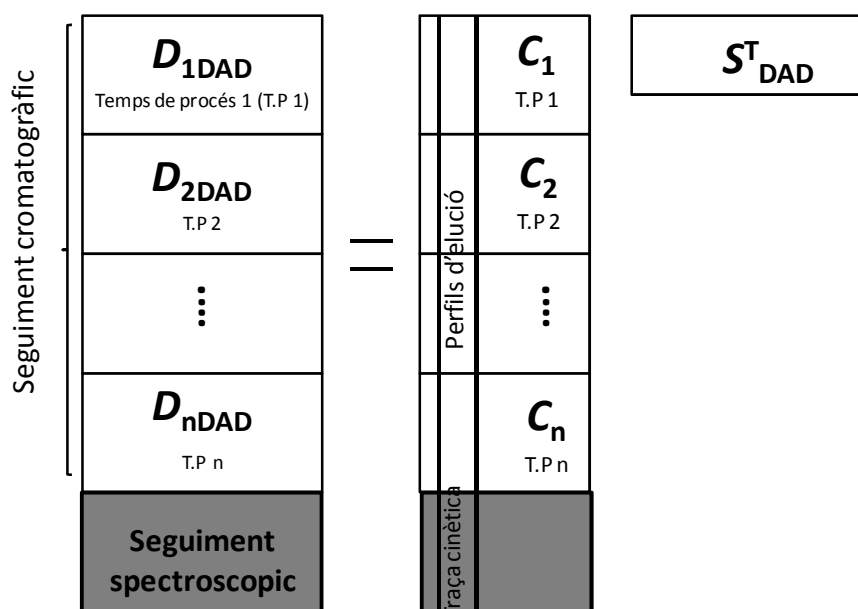 Seguiment cromatogràfic
D1DAD
Temps de procés 1 (T.P 1)
D2DAD
T.P 2
DnDAD
T.P n
Seguiment
spectroscopic
=
Perfils d'elució
Traça cinètica
C1
T.P 1
C2
T.P 2
Cn
T.P n
STDAD